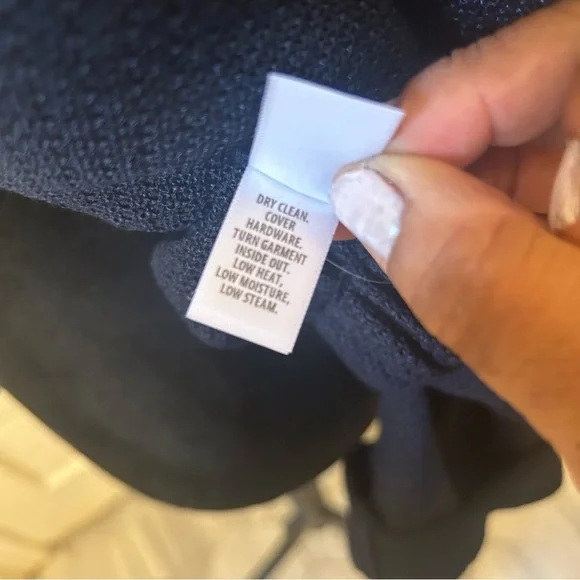 DRY CLEAN.
COVER
HARDWARE.
TURN GARMENT
INSIDE OUT.
LOW HEAT,
LOW MOISTURE,
LOW STEAM.